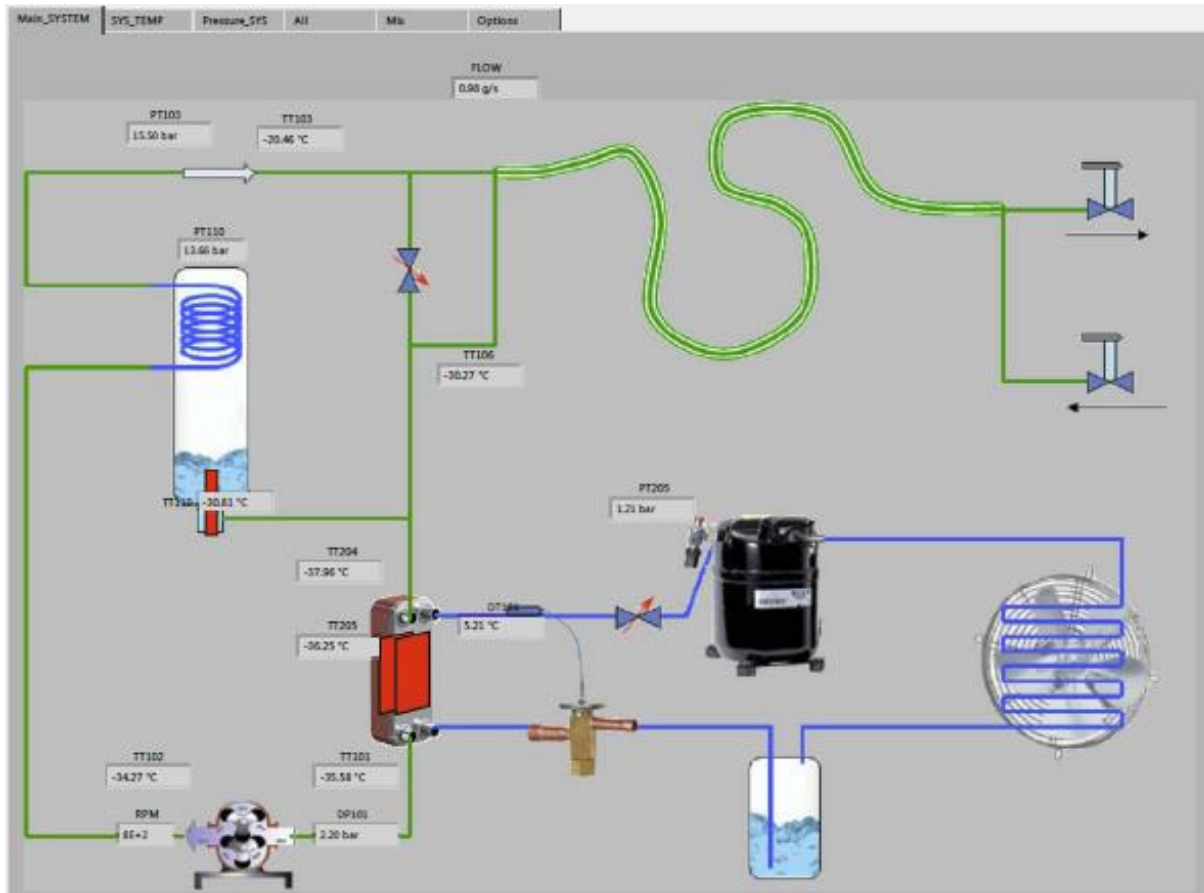 Main_SYSTEM
SYS_TEMP
Pressure_SYS
All
Mix
Options
FLOW
0.98 g/s
PT103
15.50 bar
TT103
-20.46 °C
PT110
13.66 bar
TT106
-30.27 °C
PT205
1.21 bar
TT204
-37.96 °C
5.21 °C
TT205
-36.25 °C
TT102
-34.27 °C
TT101
-35.58 °C
RPM
8E+2
DP101
2.20 bar